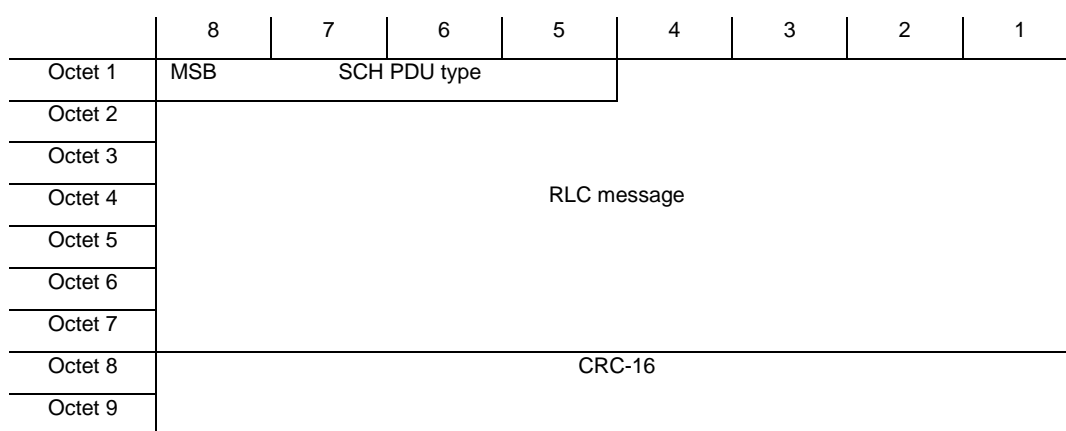 8 7 6 5 4 3 2 1
Octet 1 MSB SCH PDU type
Octet 2
Octet 3
Octet 4 RLC message
Octet 5
Octet 6
Octet 7
Octet 8 CRC-16
Octet 9